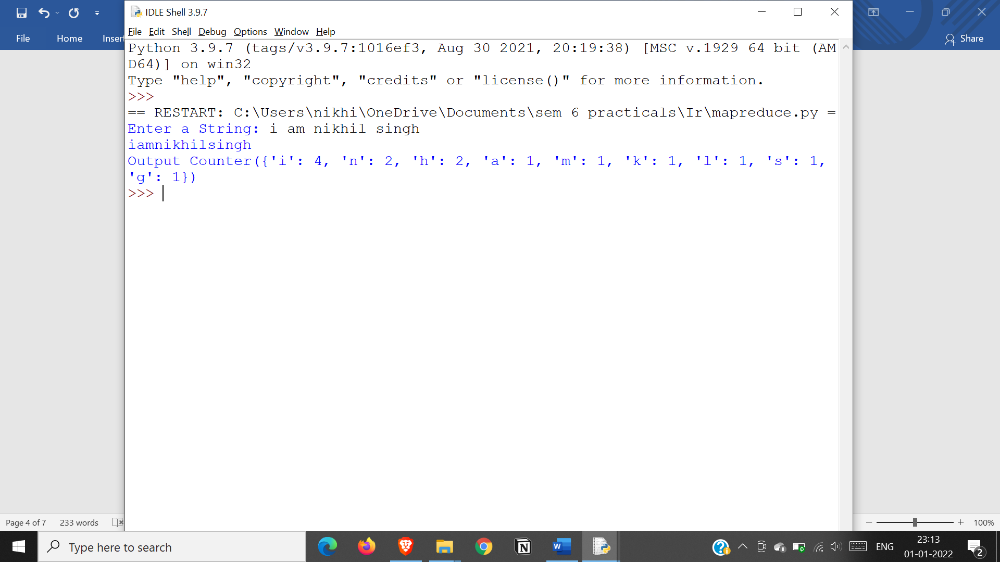 IDLE Shell 3.9.7
File Home Insert
Share
File Edit Shell Debug Options Window Help
Python 3.9.7 (tags/v3.9.7:1016ef3, Aug 30 2021, 20:19:38) [MSC v.1929 64 bit (AM
D64)] on win32
Type "help", "copyright", "credits" or "license()" for more information.
>>>
== RESTART: C:\Users\nikhi\OneDrive\Documents\sem 6 practicals\Ir\mapreduce.py =
Enter a String: i am nikhil singh
iamnikhilsingh
Output Counter({'i': 4, 'n': 2, 'h': 2, 'a': 1, 'm': 1, 'k': 1, 'l': 1, 's': 1,
'g': 1})
>>>
Page 4 of 7 233 words
100%
Type here to search
ENG
23:13
01-01-2022
2